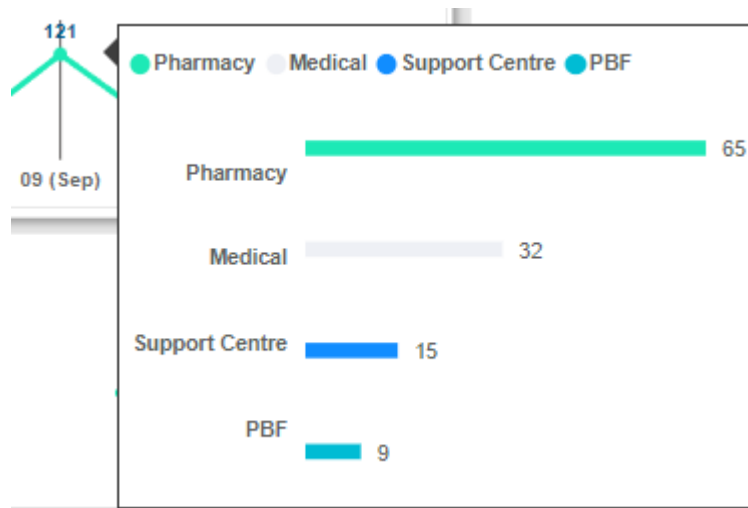 121
09 (Sep)
Pharmacy Medical Support Centre PBF
Pharmacy 65
Medical 32
Support Centre 15
PBF 9